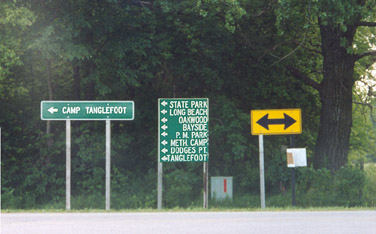 ← CAMP TANGLEFOOT
← STATE PARK
← LONG BEACH
← OAKWOOD
← BAYSIDE
← P. M. PARK
← METH. CAMP
← DODGES PT.
← TANGLEFOOT